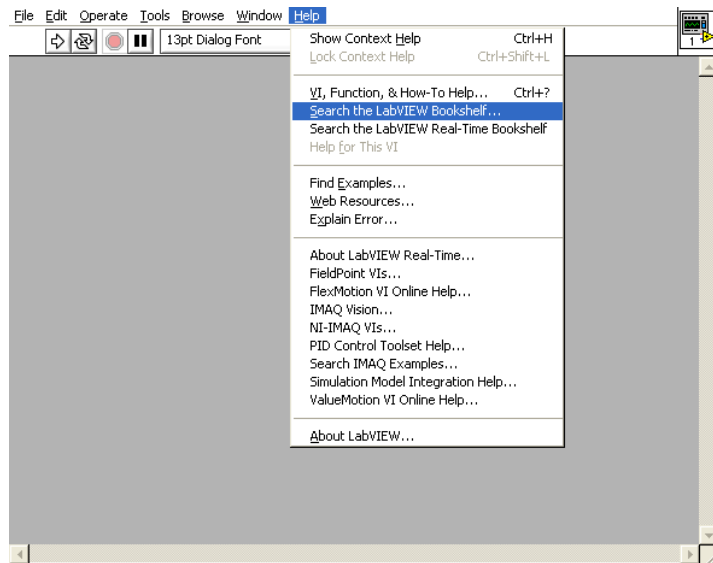 File Edit Operate Tools Browse Window Help
13pt Dialog Font
1
Show Context Help Ctrl+H
Lock Context Help Ctrl+Shift+L
VI, Function, & How-To Help... Ctrl+?
Search the LabVIEW Bookshelf...
Search the LabVIEW Real-Time Bookshelf
Help for This VI
Find Examples...
Web Resources...
Explain Error...
About LabVIEW Real-Time...
FieldPoint VIs...
FlexMotion VI Online Help...
IMAQ Vision...
NI-IMAQ VIs...
PID Control Toolset Help...
Search IMAQ Examples...
Simulation Model Integration Help...
ValueMotion VI Online Help...
About LabVIEW...